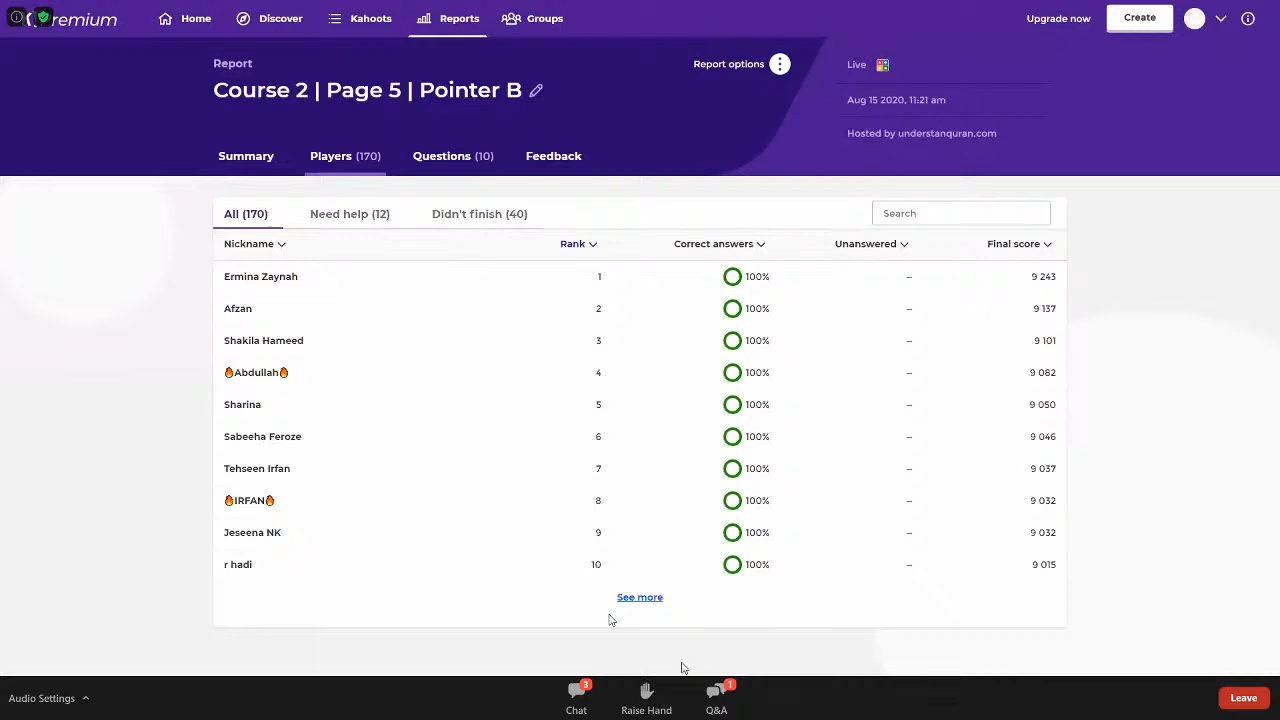 Premium Home Discover Kahoots Reports Groups Upgrade now Create
Report
Report options
Live
Course 2 | Page 5 | Pointer B
Aug 15 2020, 11:21 am
Hosted by understanquran.com
Summary Players (170) Questions (10) Feedback
All (170) Need help (12) Didn't finish (40) Search
Nickname Rank Correct answers Unanswered Final score
Ermina Zaynah 1 100% – 9 243
Afzan 2 100% – 9 137
Shakila Hameed 3 100% – 9 101
🔥Abdullah🔥 4 100% – 9 082
Sharina 5 100% – 9 050
Sabeeha Feroze 6 100% – 9 046
Tehseen Irfan 7 100% – 9 037
🔥IRFAN🔥 8 100% – 9 032
Jeseena NK 9 100% – 9 032
r hadi 10 100% – 9 015
See more
Audio Settings 3 1 Leave
Chat Raise Hand Q&A